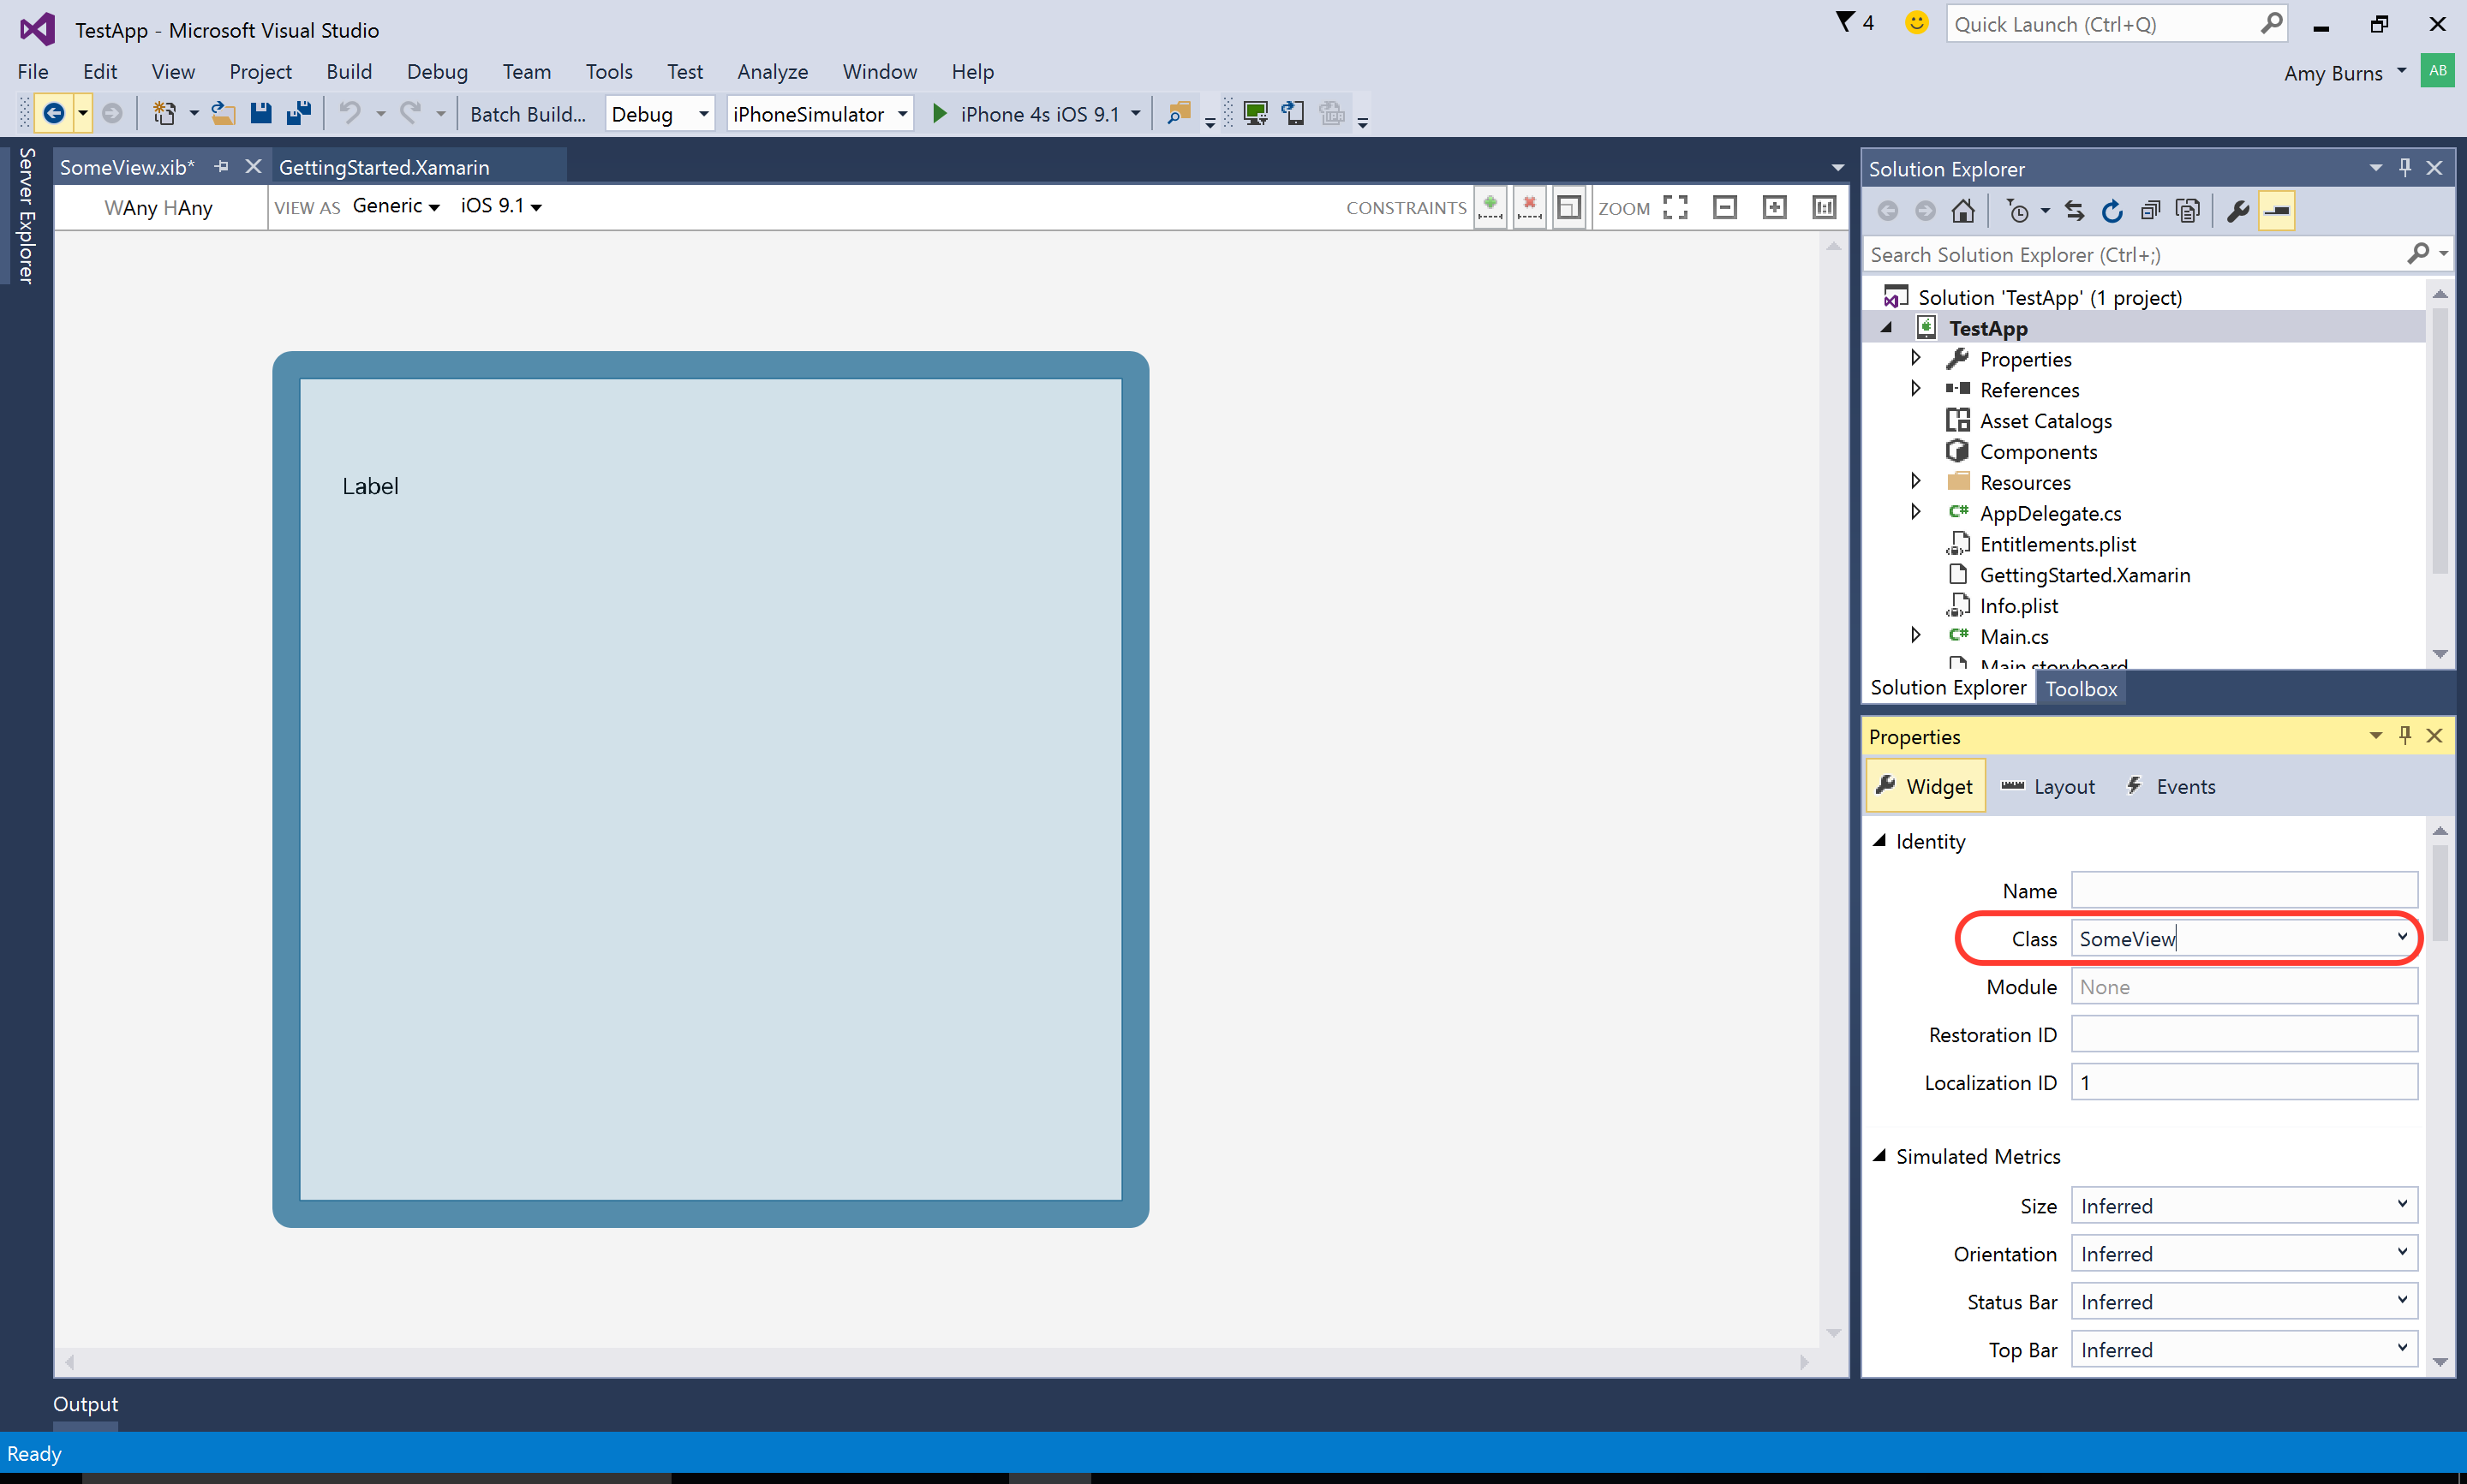 TestApp - Microsoft Visual Studio
4
Quick Launch (Ctrl+Q)
File Edit View Project Build Debug Team Tools Test Analyze Window Help
Amy Burns
AB
Batch Build... Debug iPhoneSimulator iPhone 4s iOS 9.1
Server Explorer
SomeView.xib*
GettingStarted.Xamarin
WAny HAny
VIEW AS Generic iOS 9.1
CONSTRAINTS
ZOOM
Label
Solution Explorer
Search Solution Explorer (Ctrl+;)
Solution 'TestApp' (1 project)
TestApp
Properties
References
Asset Catalogs
Components
Resources
C# AppDelegate.cs
Entitlements.plist
GettingStarted.Xamarin
Info.plist
C# Main.cs
Main.storyboard
Solution Explorer Toolbox
Properties
Widget Layout Events
Identity
Name
Class SomeView
Module None
Restoration ID
Localization ID 1
Simulated Metrics
Size Inferred
Orientation Inferred
Status Bar Inferred
Top Bar Inferred
Output
Ready